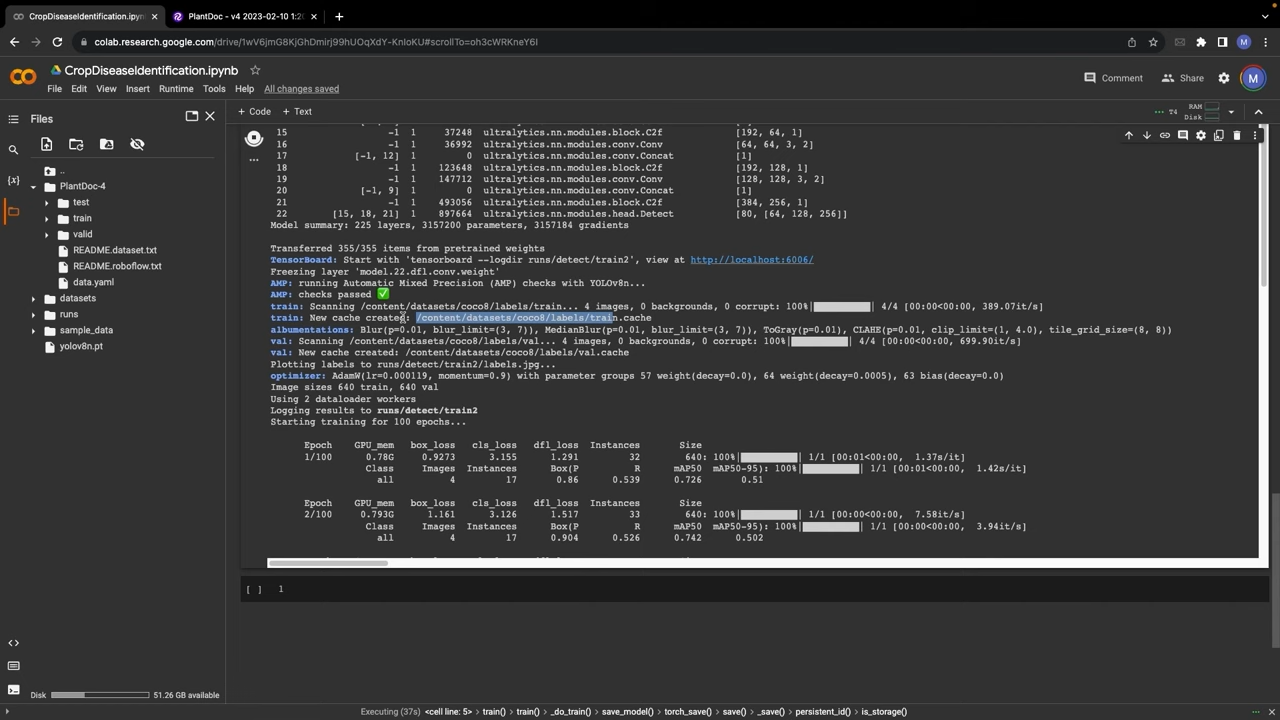 CropDiseaseIdentification.ipynb
PlantDoc - v4 2023-02-10 1:20
colab.research.google.com/drive/1wV6jmG8KjGhDmirj99hUOqXdY-KnIoKU#scrollTo=oh3cWRKneY6I
M
CO
CropDiseaseIdentification.ipynb
Comment
Share
M
File Edit View Insert Runtime Tools Help All changes saved
Files
+ Code + Text
T4
RAM
Disk
..
PlantDoc-4
test
train
valid
README.dataset.txt
README.roboflow.txt
data.yaml
datasets
runs
sample_data
yolov8n.pt
15 -1 1 37248 ultralytics.nn.modules.block.C2f [192, 64, 1]
16 -1 1 36992 ultralytics.nn.modules.conv.Conv [64, 64, 3, 2]
17 [-1, 12] 1 0 ultralytics.nn.modules.conv.Concat [1]
18 -1 1 123648 ultralytics.nn.modules.block.C2f [192, 128, 1]
19 -1 1 147712 ultralytics.nn.modules.conv.Conv [128, 128, 3, 2]
20 [-1, 9] 1 0 ultralytics.nn.modules.conv.Concat [1]
21 -1 1 493056 ultralytics.nn.modules.block.C2f [384, 256, 1]
22 [15, 18, 21] 1 897664 ultralytics.nn.modules.head.Detect [80, [64, 128, 256]]
Model summary: 225 layers, 3157200 parameters, 3157184 gradients
Transferred 355/355 items from pretrained weights
TensorBoard: Start with 'tensorboard --logdir runs/detect/train2', view at http://localhost:6006/
Freezing layer 'model.22.dfl.conv.weight'
AMP: running Automatic Mixed Precision (AMP) checks with YOLOv8n...
AMP: checks passed ✅
train: Scanning /content/datasets/coco8/labels/train... 4 images, 0 backgrounds, 0 corrupt: 100%| 4/4 [00:00<00:00, 389.07it/s]
train: New cache created: /content/datasets/coco8/labels/train.cache
albumentations: Blur(p=0.01, blur_limit=(3, 7)), MedianBlur(p=0.01, blur_limit=(3, 7)), ToGray(p=0.01), CLAHE(p=0.01, clip_limit=(1, 4.0), tile_grid_size=(8, 8))
val: Scanning /content/datasets/coco8/labels/val... 4 images, 0 backgrounds, 0 corrupt: 100%| 4/4 [00:00<00:00, 699.90it/s]
val: New cache created: /content/datasets/coco8/labels/val.cache
Plotting labels to runs/detect/train2/labels.jpg...
optimizer: AdamW(lr=0.000119, momentum=0.9) with parameter groups 57 weight(decay=0.0), 64 weight(decay=0.0005), 63 bias(decay=0.0)
Image sizes 640 train, 640 val
Using 2 dataloader workers
Logging results to runs/detect/train2
Starting training for 100 epochs...
Epoch GPU_mem box_loss cls_loss dfl_loss Instances Size
1/100 0.78G 0.9273 3.155 1.291 32 640: 100%| 1/1 [00:01<00:00, 1.37s/it]
Class Images Instances Box(P R mAP50 mAP50-95): 100%| 1/1 [00:01<00:00, 1.42s/it]
all 4 17 0.86 0.539 0.726 0.51
Epoch GPU_mem box_loss cls_loss dfl_loss Instances Size
2/100 0.793G 1.161 3.126 1.517 33 640: 100%| 1/1 [00:00<00:00, 7.58it/s]
Class Images Instances Box(P R mAP50 mAP50-95): 100%| 1/1 [00:00<00:00, 3.94it/s]
all 4 17 0.904 0.526 0.742 0.502
[ ] 1
Disk 51.26 GB available
Executing (37s) <cell line: 5> train() train() _do_train() save_model() torch_save() save() _save() persistent_id() is_storage()